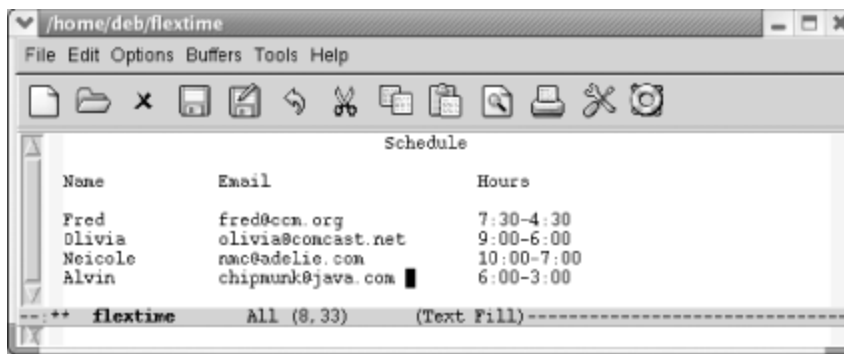 /home/deb/flextime
File Edit Options Buffers Tools Help
Schedule
Name Email Hours
Fred fred@ccm.org 7:30-4:30
Olivia olivia@comcast.net 9:00-6:00
Neicole nmc@adelie.com 10:00-7:00
Alvin chipmunk@java.com 6:00-3:00
--:** flextime All (8,33) (Text Fill)-------------------------------